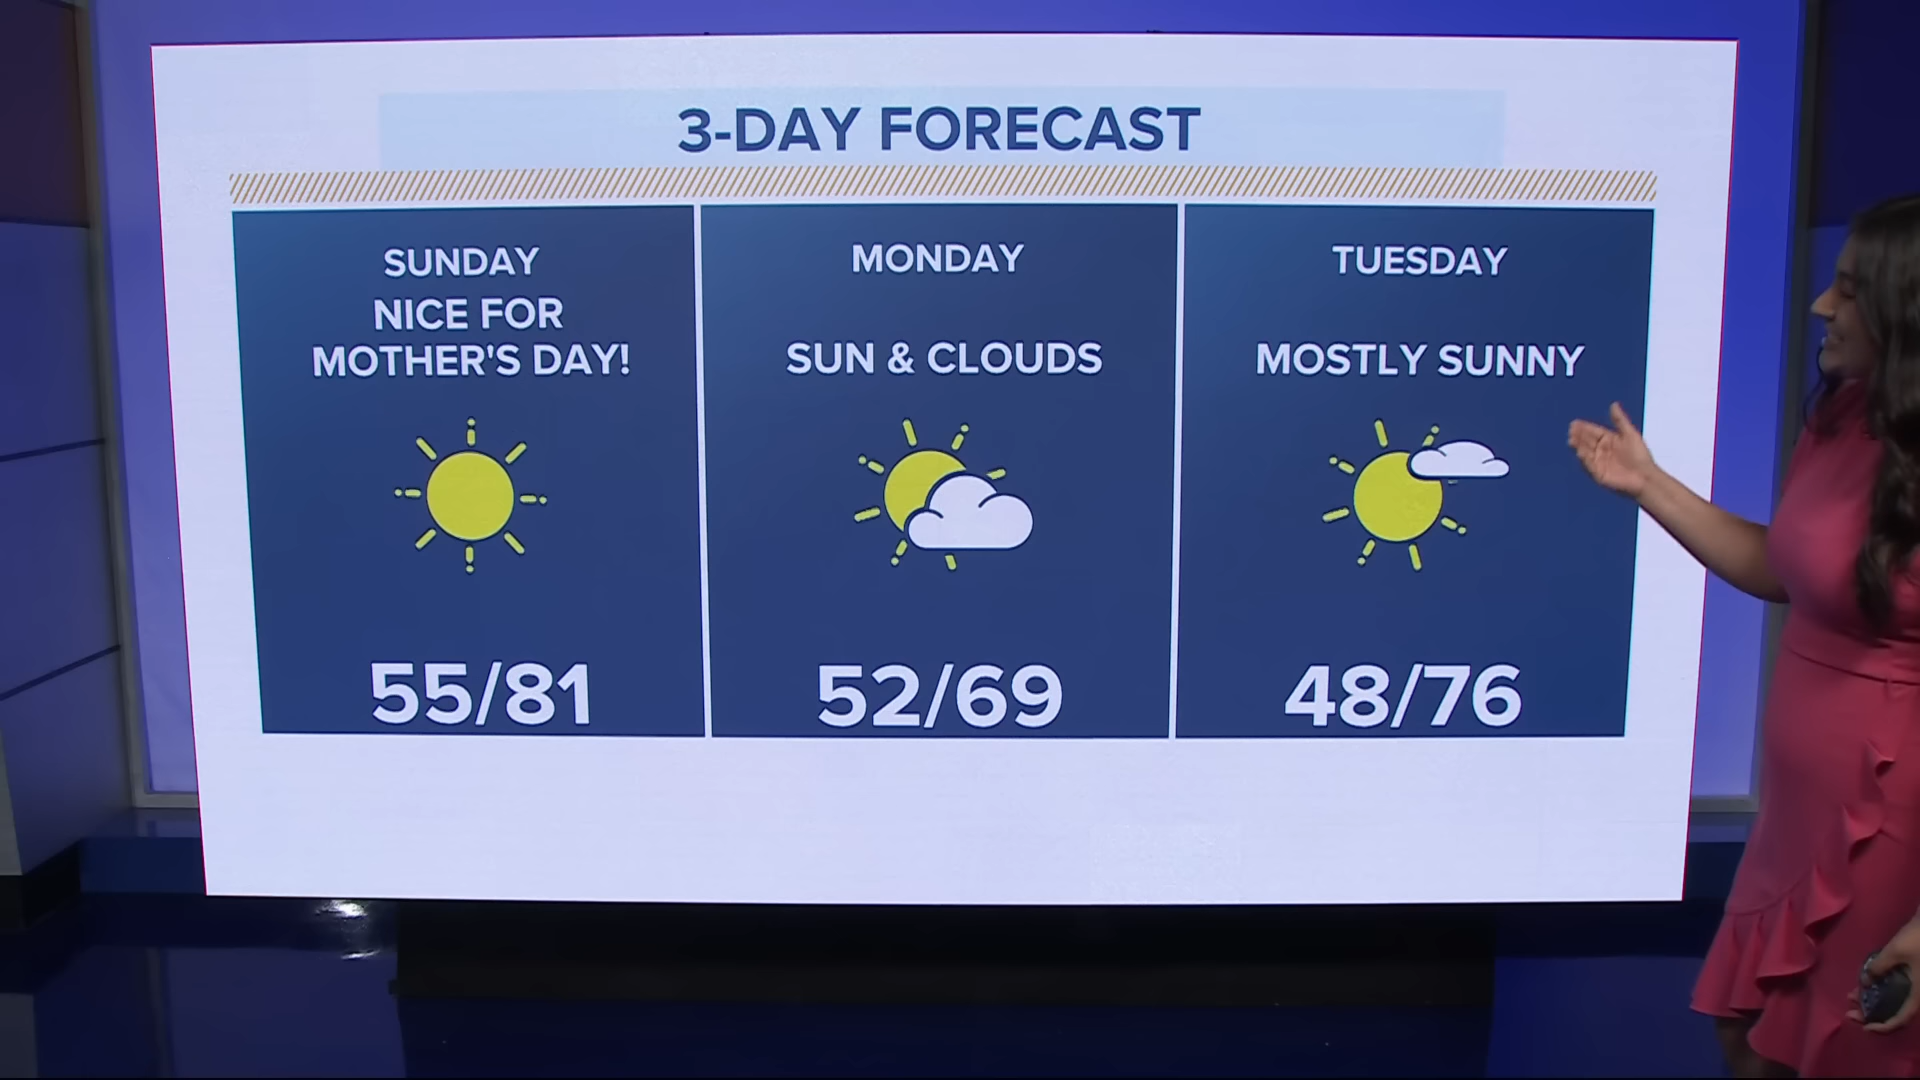 3-DAY FORECAST
SUNDAY
NICE FOR
MOTHER'S DAY!
55/81
MONDAY
SUN & CLOUDS
52/69
TUESDAY
MOSTLY SUNNY
48/76